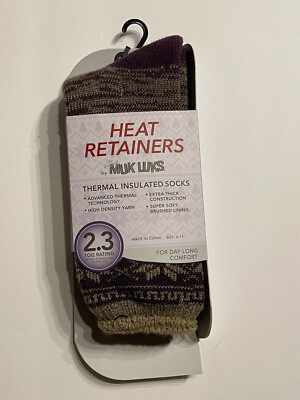 HEAT
RETAINERS
by MUK LUKS
THERMAL INSULATED SOCKS
• ADVANCED THERMAL TECHNOLOGY
• HIGH DENSITY YARN
• EXTRA THICK CONSTRUCTION
• SUPER SOFT BRUSHED LINING
2.3
TOG RATING
MADE IN CHINA
FOR DAY LONG
COMFORT